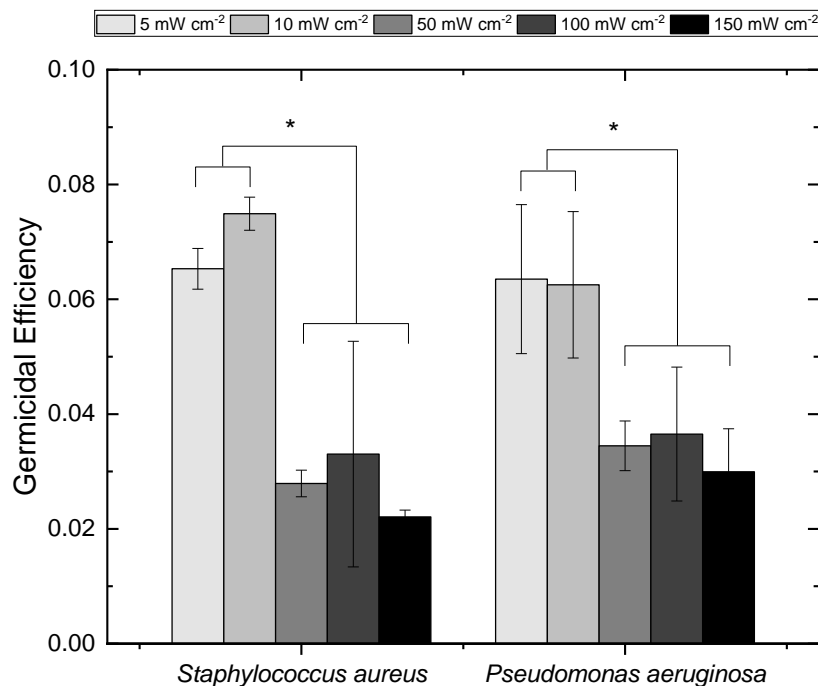 5 mW cm⁻² 10 mW cm⁻² 50 mW cm⁻² 100 mW cm⁻² 150 mW cm⁻²
0.10
0.08
0.06
0.04
0.02
0.00
Germicidal Efficiency
*
*
Staphylococcus aureus Pseudomonas aeruginosa